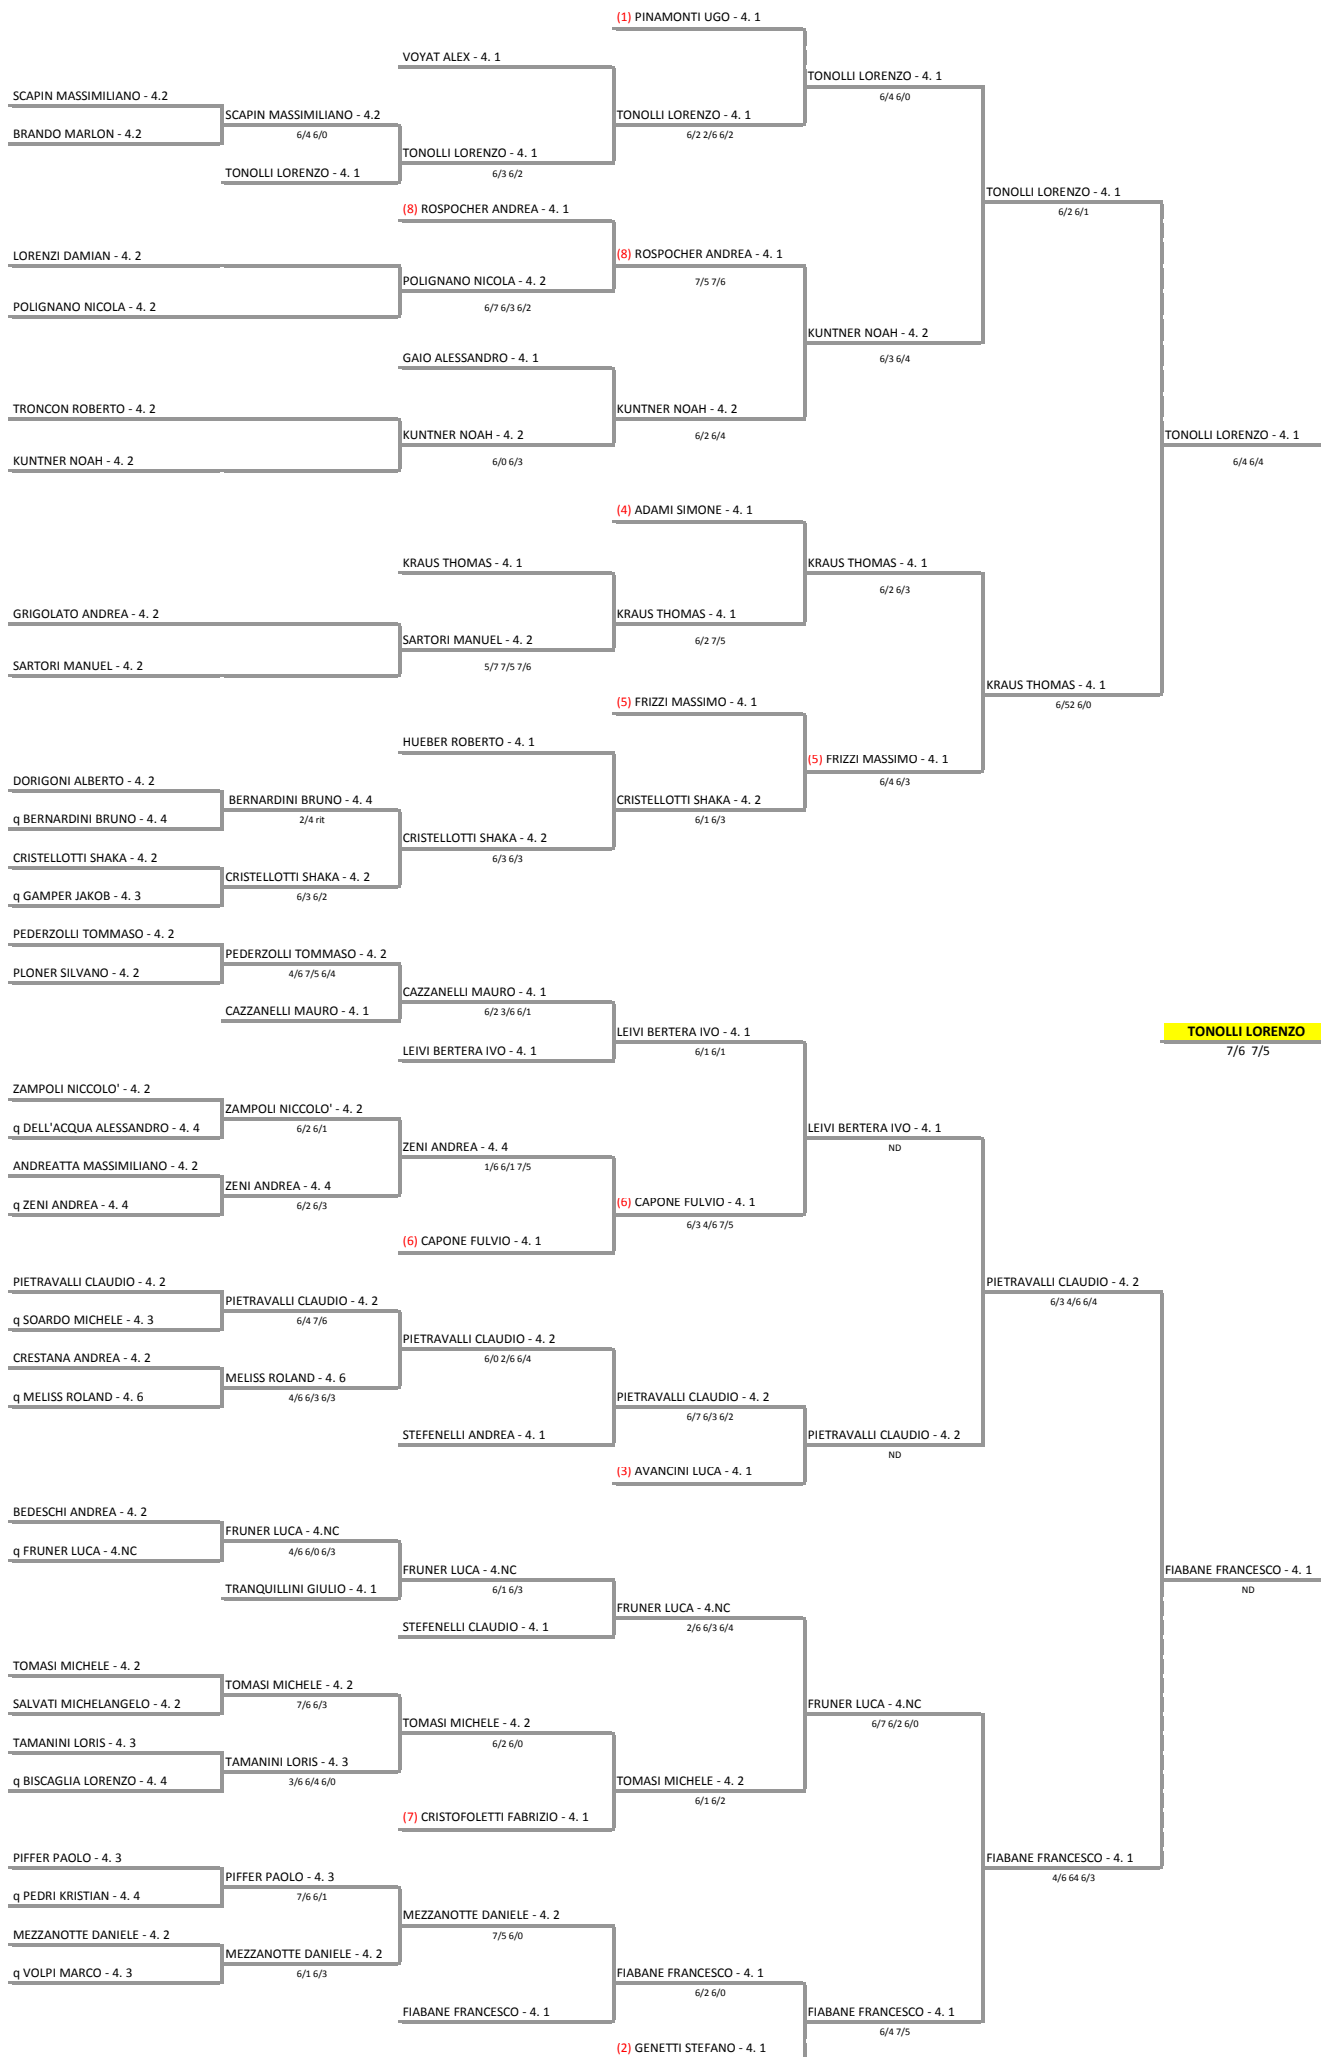 (1) PINAMONTI UGO - 4. 1
VOYAT ALEX - 4. 1
TONOLLI LORENZO - 4. 1
6/4 6/0
SCAPIN MASSIMILIANO - 4.2
SCAPIN MASSIMILIANO - 4.2
TONOLLI LORENZO - 4. 1
BRANDO MARLON - 4.2
6/4 6/0
6/2 2/6 6/2
TONOLLI LORENZO - 4. 1
TONOLLI LORENZO - 4. 1
6/3 6/2
TONOLLI LORENZO - 4. 1
6/2 6/1
(8) ROSPOCHER ANDREA - 4. 1
LORENZI DAMIAN - 4. 2
(8) ROSPOCHER ANDREA - 4. 1
7/5 7/6
POLIGNANO NICOLA - 4. 2
POLIGNANO NICOLA - 4. 2
6/7 6/3 6/2
KUNTNER NOAH - 4. 2
6/3 6/4
GAIO ALESSANDRO - 4. 1
TRONCON ROBERTO - 4. 2
KUNTNER NOAH - 4. 2
6/2 6/4
KUNTNER NOAH - 4. 2
TONOLLI LORENZO - 4. 1
KUNTNER NOAH - 4. 2
6/0 6/3
6/4 6/4
(4) ADAMI SIMONE - 4. 1
KRAUS THOMAS - 4. 1
KRAUS THOMAS - 4. 1
6/2 6/3
GRIGOLATO ANDREA - 4. 2
KRAUS THOMAS - 4. 1
SARTORI MANUEL - 4. 2
6/2 7/5
SARTORI MANUEL - 4. 2
5/7 7/5 7/6
KRAUS THOMAS - 4. 1
6/52 6/0
(5) FRIZZI MASSIMO - 4. 1
HUEBER ROBERTO - 4. 1
(5) FRIZZI MASSIMO - 4. 1
6/4 6/3
DORIGONI ALBERTO - 4. 2
BERNARDINI BRUNO - 4. 4
CRISTELLOTTI SHAKA - 4. 2
q BERNARDINI BRUNO - 4. 4
2/4 rit
6/1 6/3
CRISTELLOTTI SHAKA - 4. 2
CRISTELLOTTI SHAKA - 4. 2
6/3 6/3
CRISTELLOTTI SHAKA - 4. 2
q GAMPER JAKOB - 4. 3
6/3 6/2
PEDERZOLLI TOMMASO - 4. 2
PEDERZOLLI TOMMASO - 4. 2
PLONER SILVANO - 4. 2
4/6 7/5 6/4
CAZZANELLI MAURO - 4. 1
CAZZANELLI MAURO - 4. 1
6/2 3/6 6/1
LEIVI BERTERA IVO - 4. 1
TONOLLI LORENZO
LEIVI BERTERA IVO - 4. 1
6/1 6/1
7/6 7/5
ZAMPOLI NICCOLO' - 4. 2
ZAMPOLI NICCOLO' - 4. 2
q DELL'ACQUA ALESSANDRO - 4. 4
6/2 6/1
LEIVI BERTERA IVO - 4. 1
ND
ZENI ANDREA - 4. 4
ANDREATTA MASSIMILIANO - 4. 2
1/6 6/1 7/5
ZENI ANDREA - 4. 4
q ZENI ANDREA - 4. 4
6/2 6/3
(6) CAPONE FULVIO - 4. 1
6/3 4/6 7/5
(6) CAPONE FULVIO - 4. 1
PIETRAVALLI CLAUDIO - 4. 2
PIETRAVALLI CLAUDIO - 4. 2
PIETRAVALLI CLAUDIO - 4. 2
6/3 4/6 6/4
q SOARDO MICHELE - 4. 3
6/4 7/6
PIETRAVALLI CLAUDIO - 4. 2
CRESTANA ANDREA - 4. 2
6/0 2/6 6/4
MELISS ROLAND - 4. 6
q MELISS ROLAND - 4. 6
4/6 6/3 6/3
PIETRAVALLI CLAUDIO - 4. 2
6/7 6/3 6/2
STEFENELLI ANDREA - 4. 1
PIETRAVALLI CLAUDIO - 4. 2
ND
(3) AVANCINI LUCA - 4. 1
BEDESCHI ANDREA - 4. 2
FRUNER LUCA - 4.NC
q FRUNER LUCA - 4.NC
4/6 6/0 6/3
FRUNER LUCA - 4.NC
FIABANE FRANCESCO - 4. 1
TRANQUILLINI GIULIO - 4. 1
6/1 6/3
ND
FRUNER LUCA - 4.NC
STEFENELLI CLAUDIO - 4. 1
2/6 6/3 6/4
TOMASI MICHELE - 4. 2
TOMASI MICHELE - 4. 2
SALVATI MICHELANGELO - 4. 2
7/6 6/3
FRUNER LUCA - 4.NC
6/7 6/2 6/0
TOMASI MICHELE - 4. 2
TAMANINI LORIS - 4. 3
6/2 6/0
TAMANINI LORIS - 4. 3
q BISCAGLIA LORENZO - 4. 4
3/6 6/4 6/0
TOMASI MICHELE - 4. 2
6/1 6/2
(7) CRISTOFOLETTI FABRIZIO - 4. 1
PIFFER PAOLO - 4. 3
FIABANE FRANCESCO - 4. 1
PIFFER PAOLO - 4. 3
4/6 64 6/3
q PEDRI KRISTIAN - 4. 4
7/6 6/1
MEZZANOTTE DANIELE - 4. 2
MEZZANOTTE DANIELE - 4. 2
7/5 6/0
MEZZANOTTE DANIELE - 4. 2
q VOLPI MARCO - 4. 3
6/1 6/3
FIABANE FRANCESCO - 4. 1
6/2 6/0
FIABANE FRANCESCO - 4. 1
FIABANE FRANCESCO - 4. 1
6/4 7/5
(2) GENETTI STEFANO - 4. 1